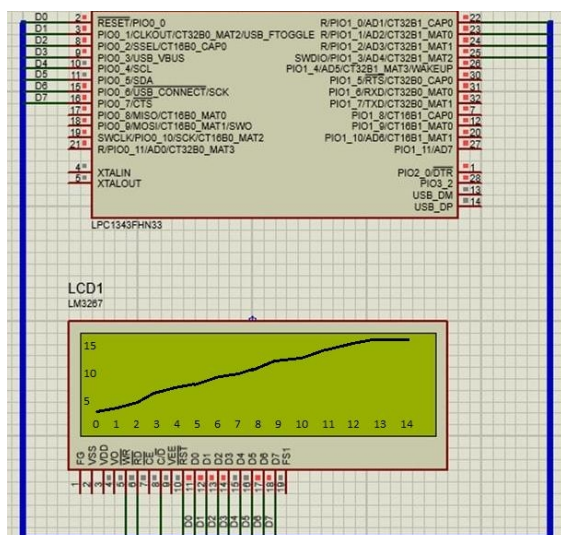 D0 2 RESET/PIO0_0 R/PIO1_0/AD1/CT32B1_CAP0 22
D1 3 PIO0_1/CLKOUT/CT32B0_MAT2/USB_FTOGGLE R/PIO1_1/AD2/CT32B1_MAT0 23
D2 8 PIO0_2/SSEL/CT16B0_CAP0 R/PIO1_2/AD3/CT32B1_MAT1 24
D3 9 PIO0_3/USB_VBUS SWDIO/PIO1_3/AD4/CT32B1_MAT2 25
D4 10 PIO0_4/SCL PIO1_4/AD5/CT32B1_MAT3/WAKEUP 26
D5 11 PIO0_5/SDA PIO1_5/RTS/CT32B0_CAP0 30
D6 15 PIO0_6/USB_CONNECT/SCK PIO1_6/RXD/CT32B0_MAT0 31
D7 16 PIO0_7/CTS PIO1_7/TXD/CT32B0_MAT1 32
17 PIO0_8/MISO/CT16B0_MAT0 PIO1_8/CT16B1_CAP0 7
18 PIO0_9/MOSI/CT16B0_MAT1/SWO PIO1_9/CT16B1_MAT0 12
19 SWCLK/PIO0_10/SCK/CT16B0_MAT2 PIO1_10/AD6/CT16B1_MAT1 20
21 R/PIO0_11/AD0/CT32B0_MAT3 PIO1_11/AD7 27
4 XTALIN PIO2_0/DTR 1
5 XTALOUT PIO3_2 28
USB_DM 13
USB_DP 14
LPC1343FHN33
LCD1
LM3267
15
10
5
0 1 2 3 4 5 6 7 8 9 10 11 12 14
FG VSS VDD VO WR RD CE C/D VEE RST D0 D1 D2 D3 D4 D5 D6 D7 FS1
1 2 3 4 5 6 7 8 9 10 11 12 13 14 15 16 17 18 19
D0 D1 D2 D3 D4 D5 D6 D7